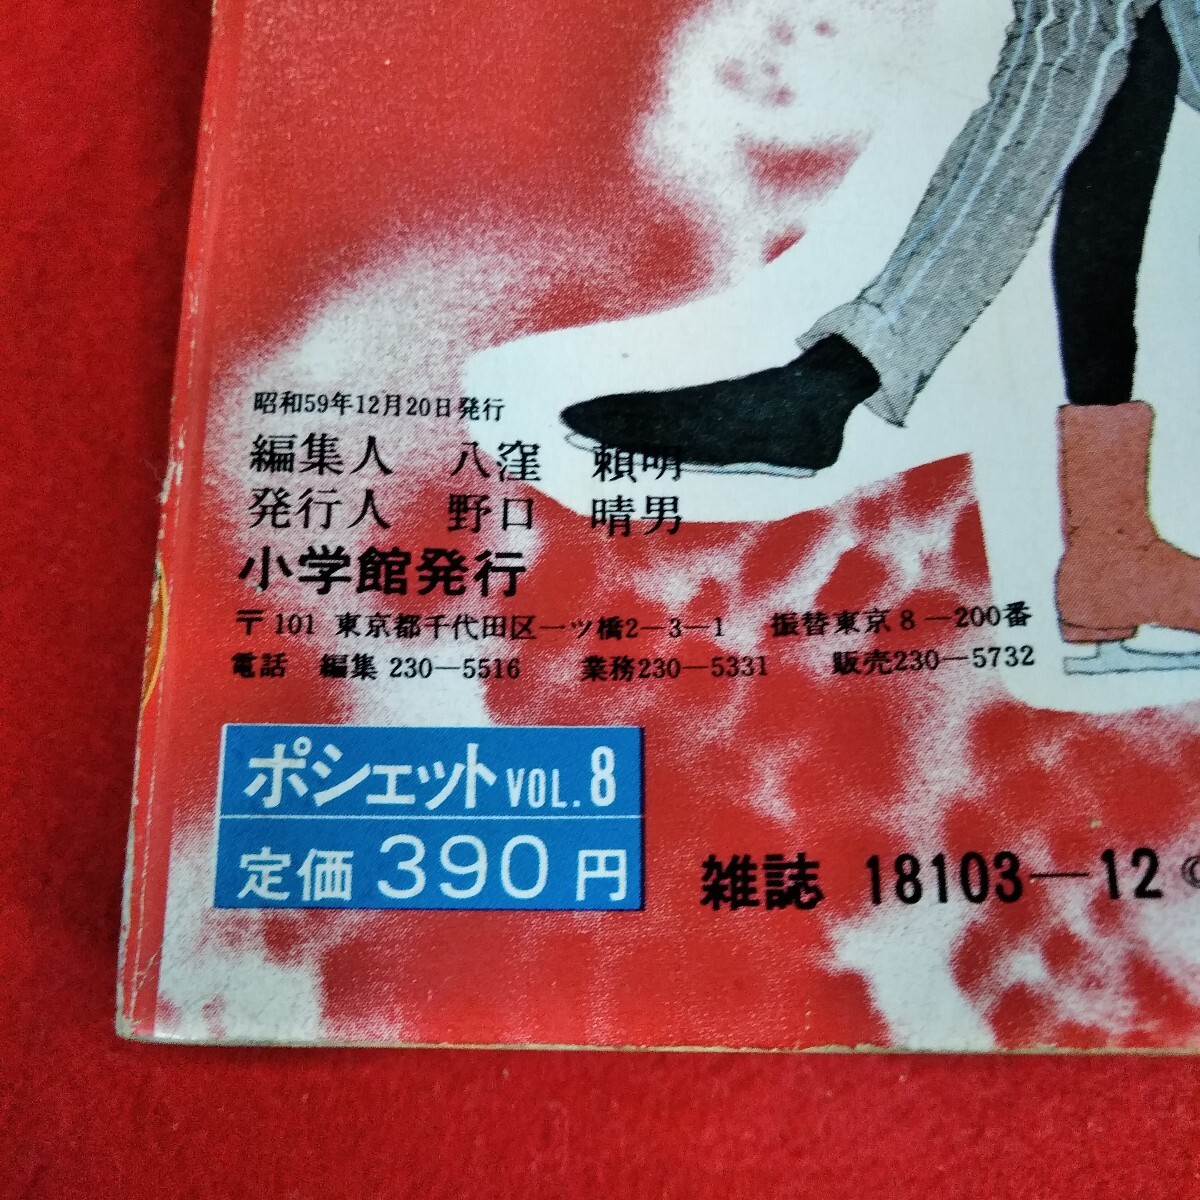 昭和59年12月20日発行
編集人 八窪 頼明
発行人 野口 晴男
小学館発行
〒101 東京都千代田区一ツ橋2―3―1 振替東京8―200番
電話 編集230―5516 業務230―5331 販売230―5732
ポシェット VOL.8
定価 390円
雑誌 18103―12 ©